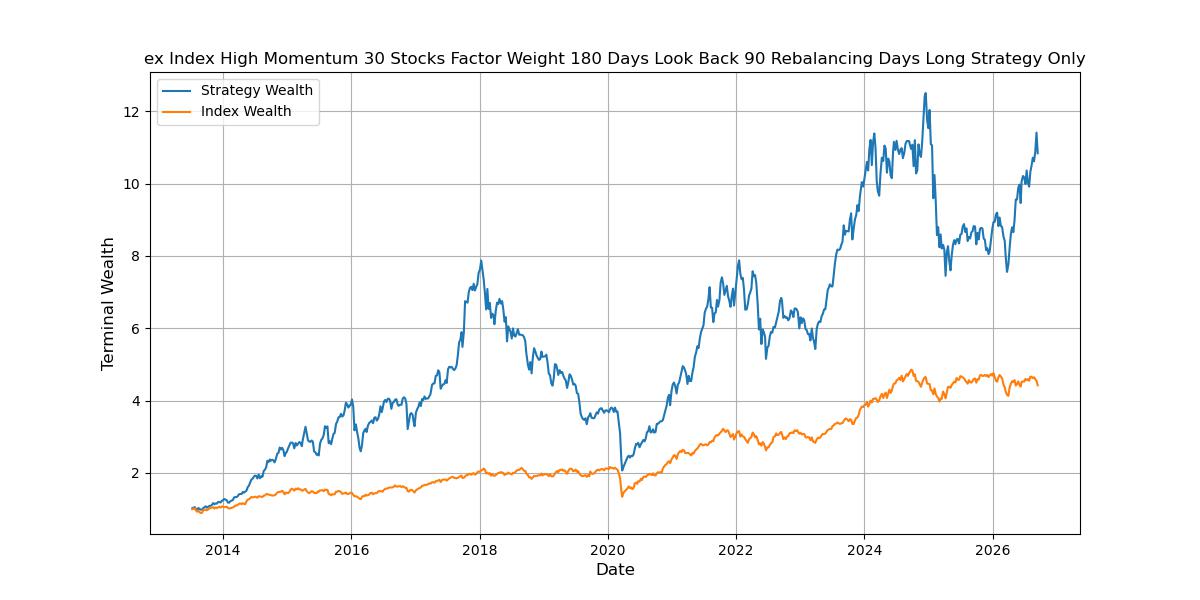 ex Index High Momentum 30 Stocks Factor Weight 180 Days Look Back 90 Rebalancing Days Long Strategy Only
Strategy Wealth
Index Wealth
Terminal Wealth
12
10
8
6
4
2
2014 2016 2018 2020 2022 2024 2026
Date